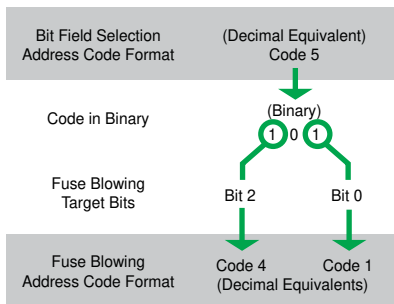 Bit Field Selection
Address Code Format
(Decimal Equivalent)
Code 5
Code in Binary
(Binary)
1 0 1
Fuse Blowing
Target Bits
Bit 2
Bit 0
Fuse Blowing
Address Code Format
Code 4
Code 1
(Decimal Equivalents)